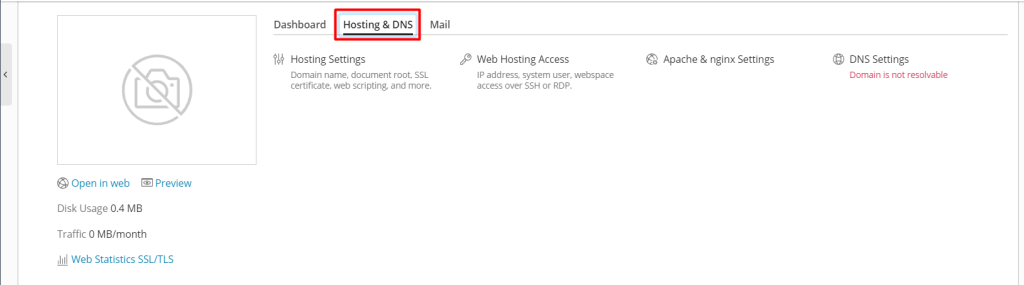 Dashboard Hosting & DNS Mail
Hosting Settings
Domain name, document root, SSL
certificate, web scripting, and more.
Web Hosting Access
IP address, system user, webspace
access over SSH or RDP.
Apache & nginx Settings
DNS Settings
Domain is not resolvable
Open in web Preview
Disk Usage 0.4 MB
Traffic 0 MB/month
Web Statistics SSL/TLS